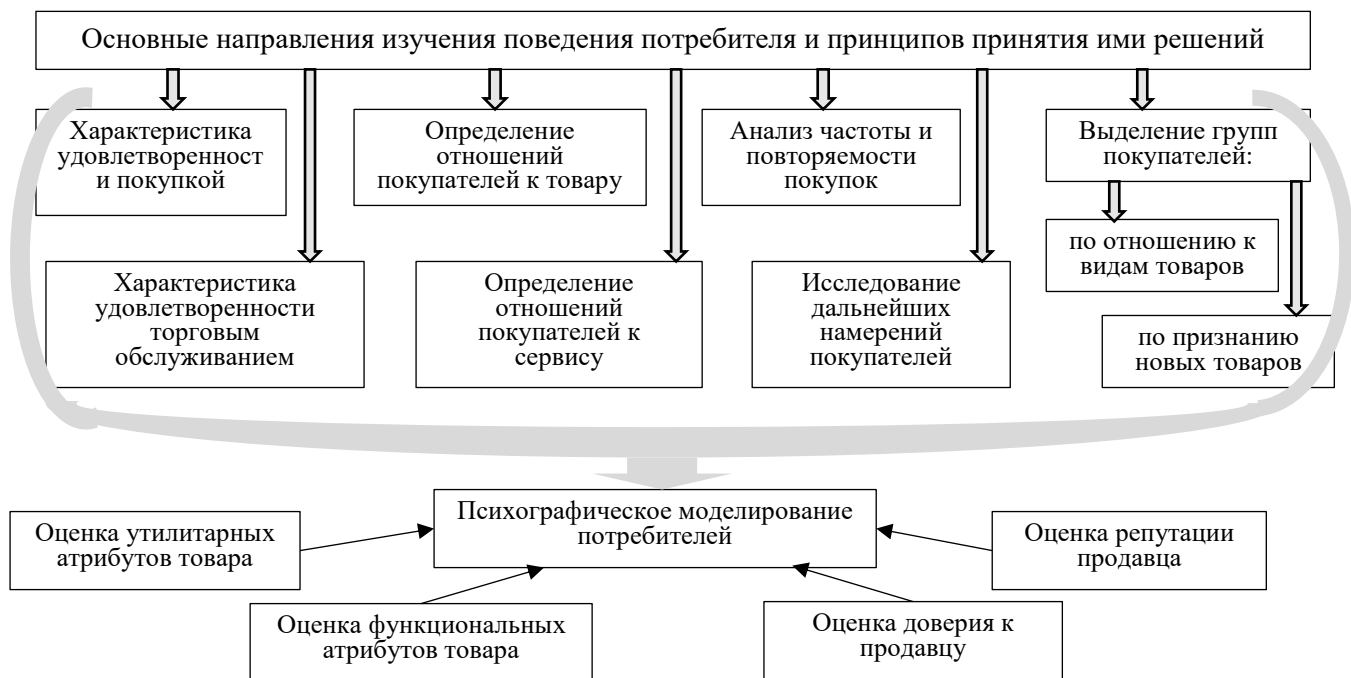 Основные направления изучения поведения потребителя и принципов принятия ими решений
Характеристика
удовлетворенност
и покупкой
Определение
отношений
покупателей к товару
Анализ частоты и
повторяемости
покупок
Выделение групп
покупателей:
по отношению к
видам товаров
Характеристика
удовлетворенности
торговым
обслуживанием
Определение
отношений
покупателей к
сервису
Исследование
дальнейших
намерений
покупателей
по признанию
новых товаров
Психографическое моделирование
потребителей
Оценка утилитарных
атрибутов товара
Оценка репутации
продавца
Оценка функциональных
атрибутов товара
Оценка доверия к
продавцу